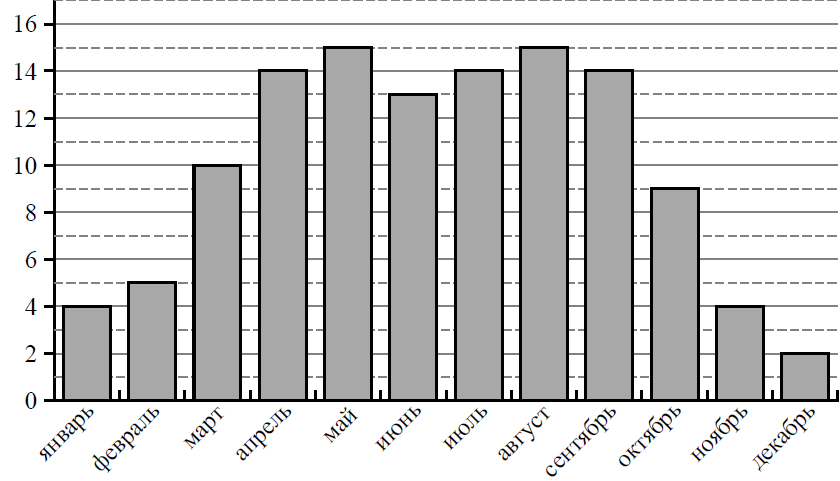 16
14
12
10
8
6
4
2
0
январь
февраль
март
апрель
май
июнь
июль
август
сентябрь
октябрь
ноябрь
декабрь